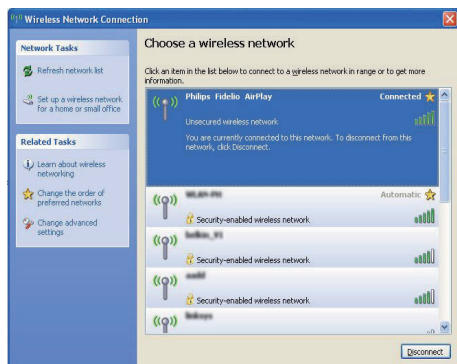 Wireless Network Connection
Network Tasks
Refresh network list
Set up a wireless network
for a home or small office
Related Tasks
Learn about wireless
networking
Change the order of
preferred networks
Change advanced
settings
Choose a wireless network
Click an item in the list below to connect to a wireless network in range or to get more
information.
Philips Fidelio AirPlay Connected
Unsecured wireless network
You are currently connected to this network. To disconnect from this
network, click Disconnect.
Automatic
Security-enabled wireless network
Security-enabled wireless network
Security-enabled wireless network
Disconnect